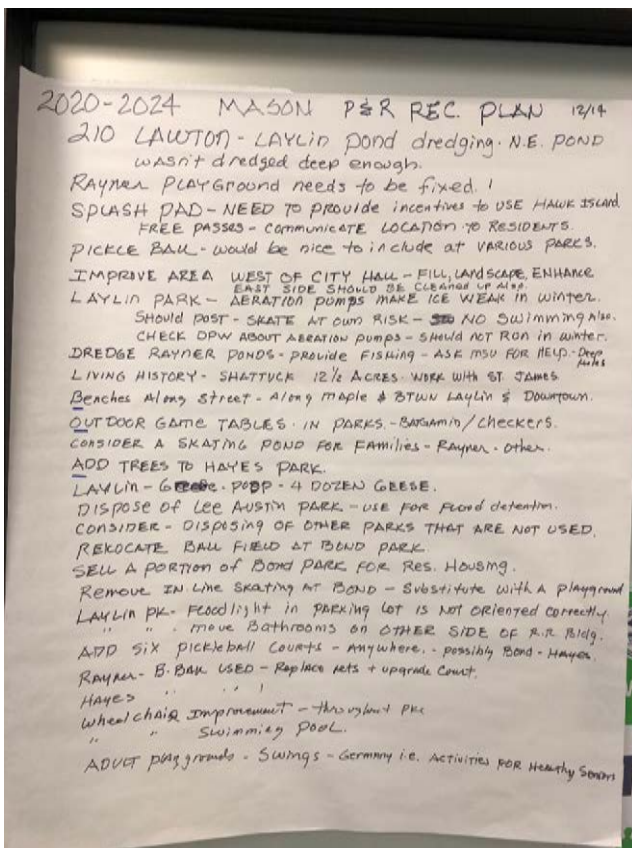 2020-2024 MASON P&R REC. PLAN 12/14
210 LAWTON - LAYLIN pond dredging. N.E. POND
wasn't dredged deep enough.
RAYNER PLAYGROUND needs to be fixed. !
SPLASH PAD - NEED TO PROVIDE incentives to USE HAWK ISLAND.
FREE PASSES - COMMUNICATE LOCATION TO RESIDENTS.
PICKLE BALL - would be nice to include at VARIOUS PARKS.
IMPROVE AREA WEST OF CITY HALL - FILL, LANDSCAPE, ENHANCE
EAST SIDE SHOULD BE CLEANED UP Also.
LAYLIN PARK - AERATION pumps MAKE ICE WEAK in winter.
Should post - SKATE AT OWN RISK - NO SWIMMING Also.
CHECK DPW ABOUT AERATION pumps - SHOULD NOT RUN in winter.
DREDGE RAYNER PONDS - PROVIDE FISHING - ASK MSU FOR HELP. - Deep
holes
LIVING HISTORY - SHATTUCK 12 1/2 ACRES. WORK with ST. JAMES
Benches Along Street - Along Maple & BTWN LAYLIN & Downtown.
OUTDOOR GAME TABLES. IN PARKS. - /checkers.
CONSIDER A SKATING POND FOR Families - Rayner. Other.
ADD TREES TO HAYES PARK.
LAYLIN - POOP - 4 DOZEN GEESE.
DISPOSE OF Lee AUSTIN PARK - USE FOR FLOOD detention.
CONSIDER - DISPOSING OF OTHER PARKS THAT ARE NOT USED.
RELOCATE BALL FIELD AT BOND PARK
SELL A PORTION of Bond PARK FOR Res. Housing.
Remove IN Line SKATING AT BOND - Substitute WITH A playground
LAYLIN PK - FLOODLIGHT in PARKING LOT IS NOT ORIENTED CORRECTLY.
" " move Bathrooms ON OTHER SIDE OF R.R. Bldg.
ADD SIX PICKLEBALL COURTS - ANYWHERE. - possibly Bond - HAYES.
RAYNER - B-BALL USED - Replace nets + upgrade Court.
HAYES " " !
Wheel CHAIR Improvement - throughout
" " SWIMMING POOL.
ADULT playgrounds - Swings - Germany i.e. ACTIVITIES FOR Healthy Seniors